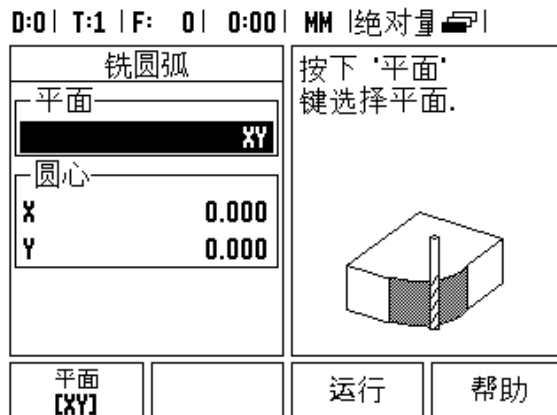 D:0| T:1 |F: 0| 0:00| MM |绝对量|
铣圆弧
平面
XY
圆心
X 0.000
Y 0.000
按下 '平面'
键选择平面.
平面
[XY]
运行
帮助